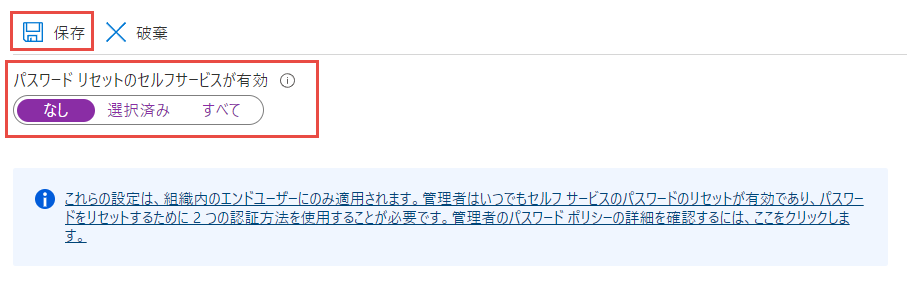 保存 破棄
パスワード リセットのセルフサービスが有効
なし 選択済み すべて
これらの設定は、組織内のエンドユーザーにのみ適用されます。管理者はいつでもセルフ サービスのパスワードのリセットが有効であり、パスワー
ドをリセットするために 2 つの認証方法を使用することが必要です。管理者のパスワード ポリシーの詳細を確認するには、ここをクリックしま
す。